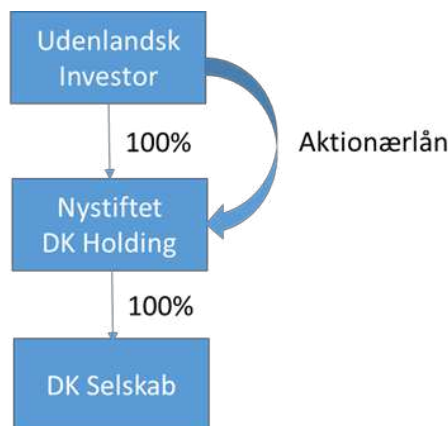 Udenlandsk
Investor
100%
Aktionærlån
Nystiftet
DK Holding
100%
DK Selskab